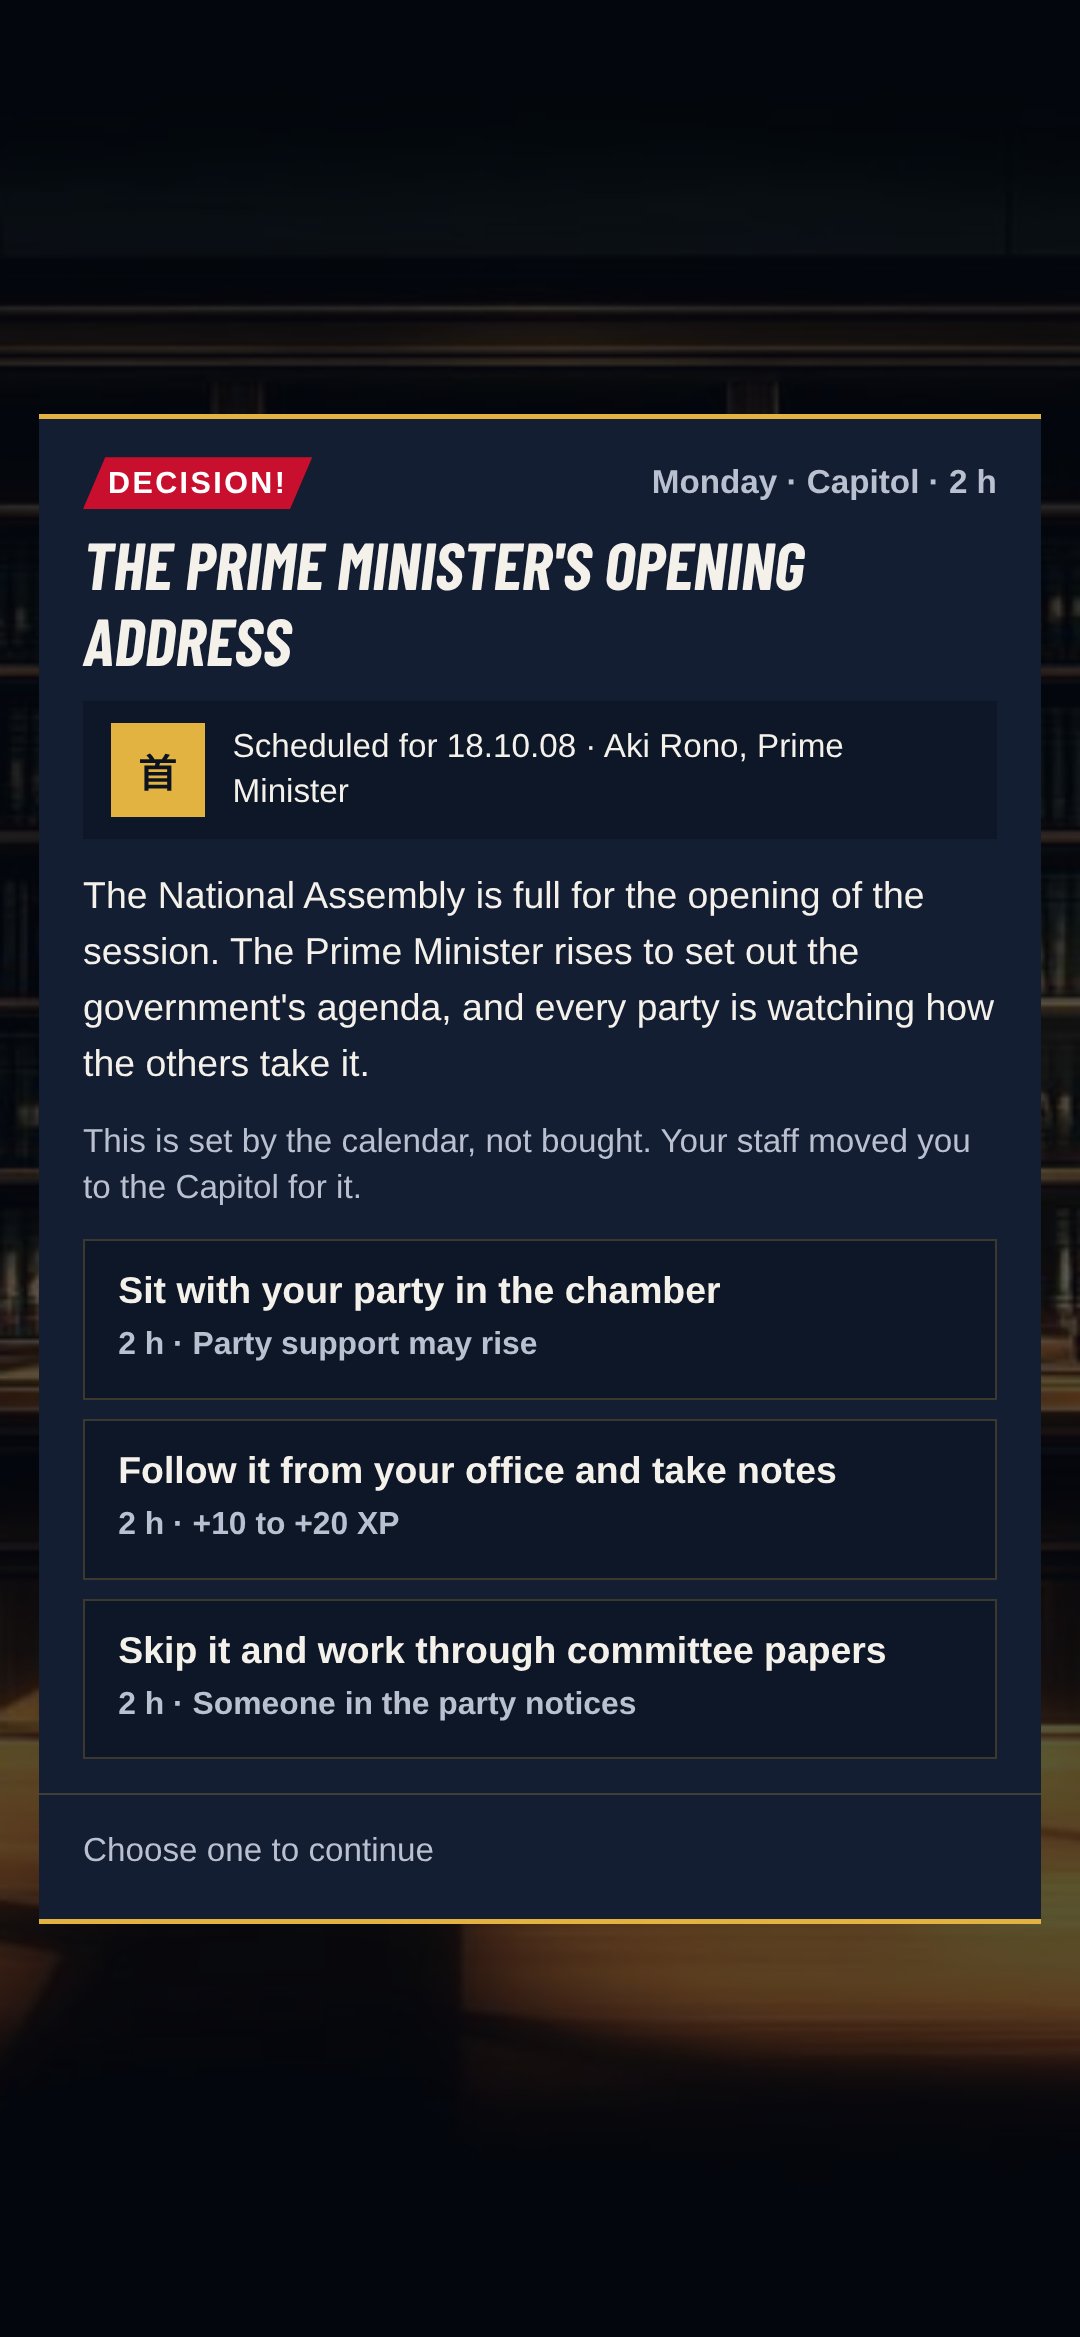 DECISION!
Monday · Capitol · 2 h
THE PRIME MINISTER'S OPENING
ADDRESS
首
Scheduled for 18.10.08 · Aki Rono, Prime
Minister
The National Assembly is full for the opening of the
session. The Prime Minister rises to set out the
government's agenda, and every party is watching how
the others take it.
This is set by the calendar, not bought. Your staff moved you
to the Capitol for it.
Sit with your party in the chamber
2 h · Party support may rise
Follow it from your office and take notes
2 h · +10 to +20 XP
Skip it and work through committee papers
2 h · Someone in the party notices
Choose one to continue